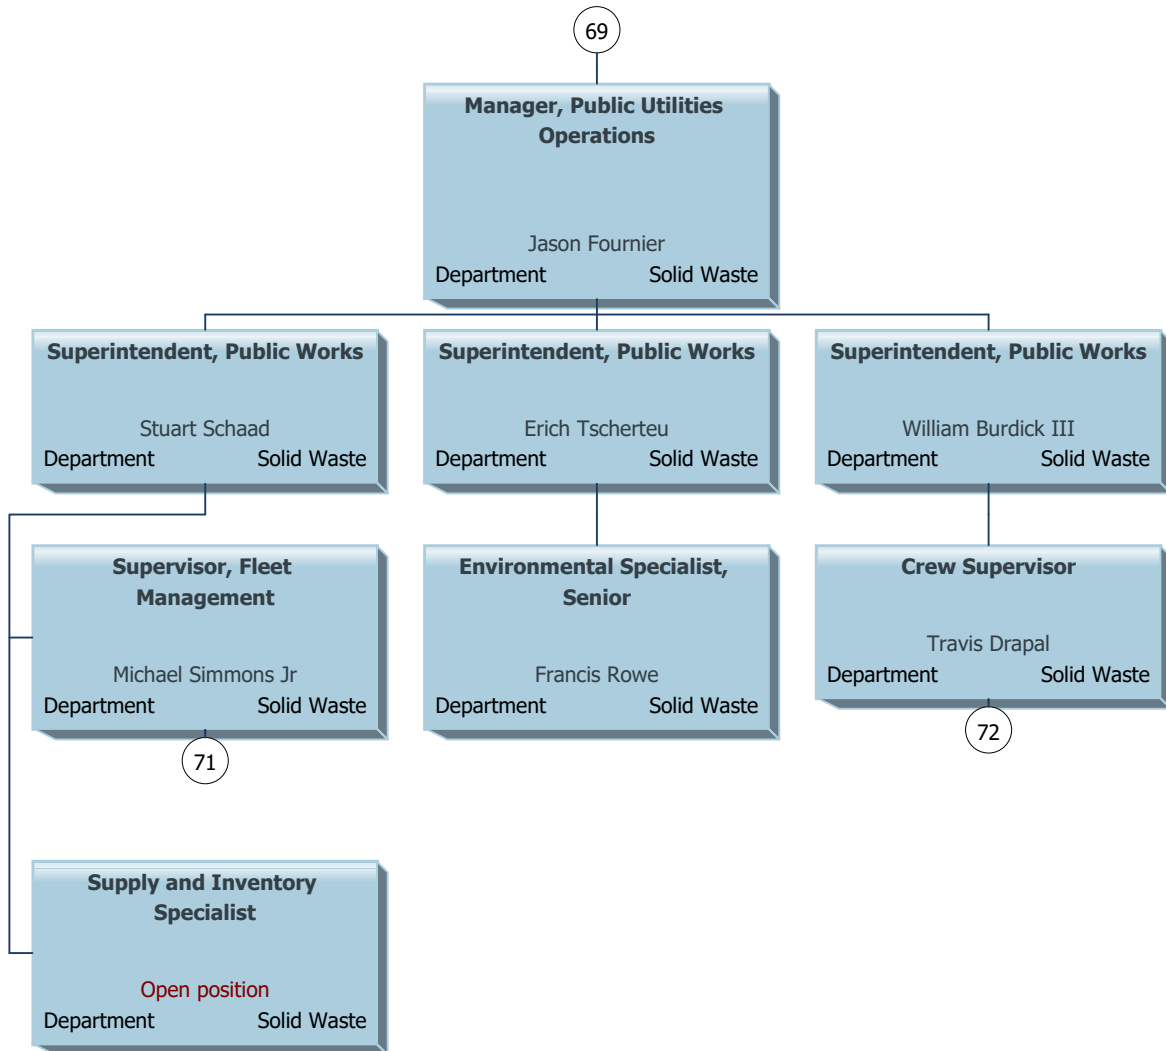 69
Manager, Public Utilities
Operations
Jason Fournier
Department Solid Waste
Superintendent, Public Works
Stuart Schaad
Department Solid Waste
Superintendent, Public Works
Erich Tscherteu
Department Solid Waste
Superintendent, Public Works
William Burdick III
Department Solid Waste
Supervisor, Fleet
Management
Michael Simmons Jr
Department Solid Waste
71
Environmental Specialist,
Senior
Francis Rowe
Department Solid Waste
Crew Supervisor
Travis Drapal
Department Solid Waste
72
Supply and Inventory
Specialist
Open position
Department Solid Waste